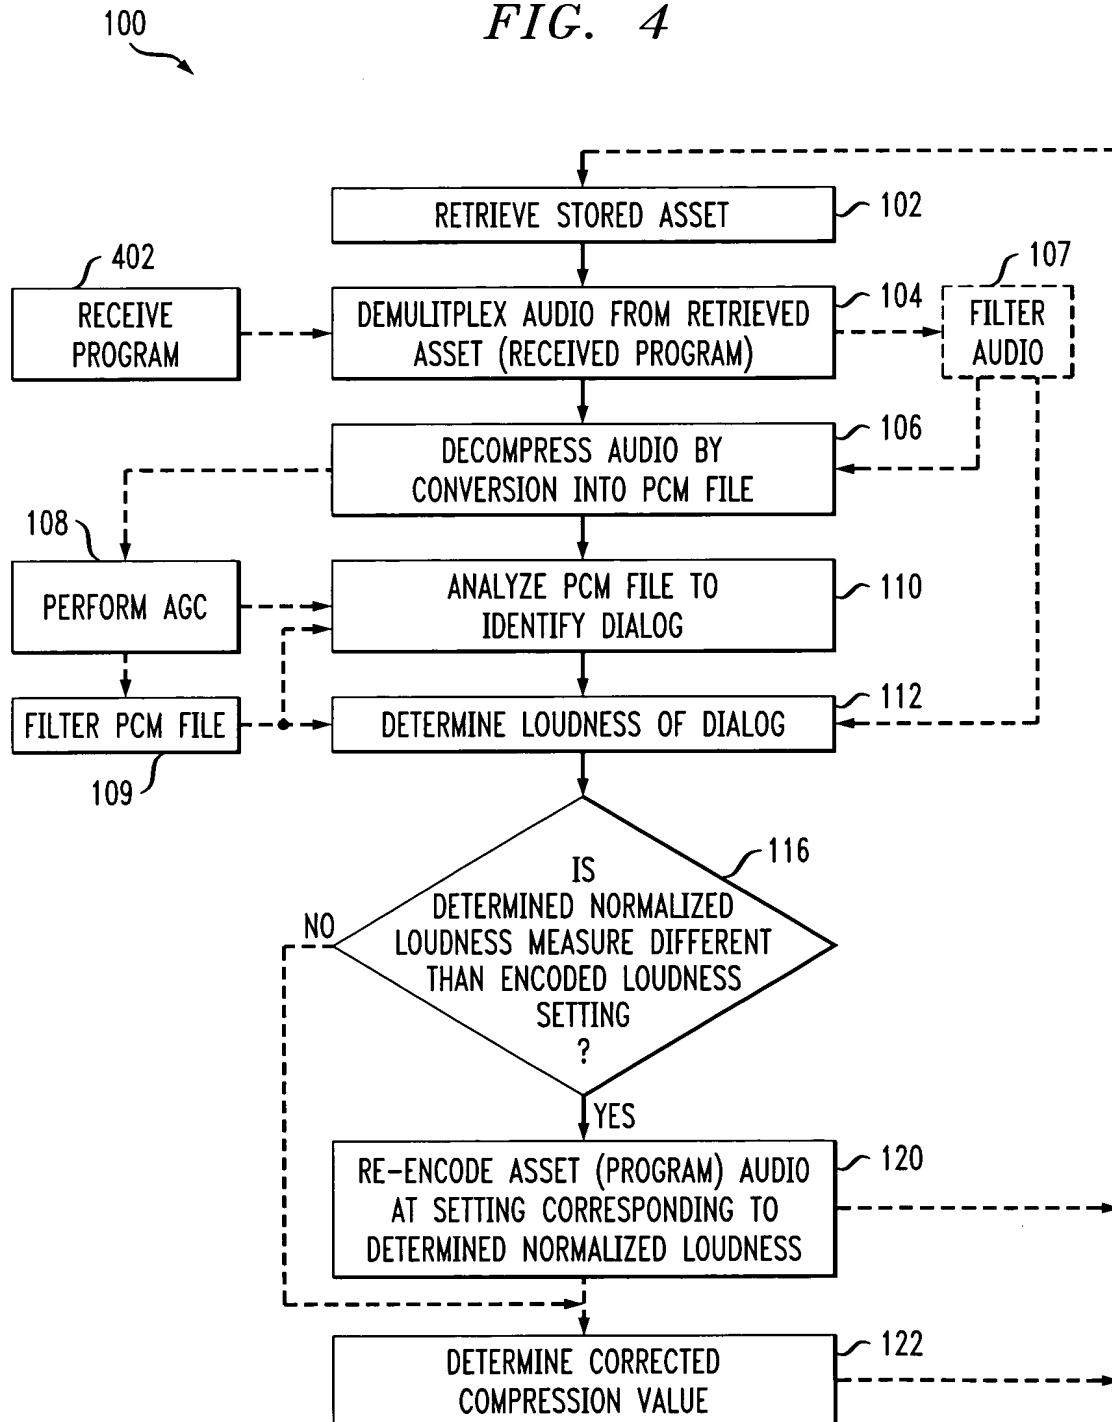 FIG. 4
100
RETRIEVE STORED ASSET
102
402
RECEIVE
PROGRAM
DEMULITPLEX AUDIO FROM RETRIEVED
ASSET (RECEIVED PROGRAM)
104
107
FILTER
AUDIO
DECOMPRESS AUDIO BY
CONVERSION INTO PCM FILE
106
108
PERFORM AGC
ANALYZE PCM FILE TO
IDENTIFY DIALOG
110
FILTER PCM FILE
109
DETERMINE LOUDNESS OF DIALOG
112
IS
DETERMINED NORMALIZED
LOUDNESS MEASURE DIFFERENT
THAN ENCODED LOUDNESS
SETTING
?
116
NO
YES
RE-ENCODE ASSET (PROGRAM) AUDIO
AT SETTING CORRESPONDING TO
DETERMINED NORMALIZED LOUDNESS
120
DETERMINE CORRECTED
COMPRESSION VALUE
122